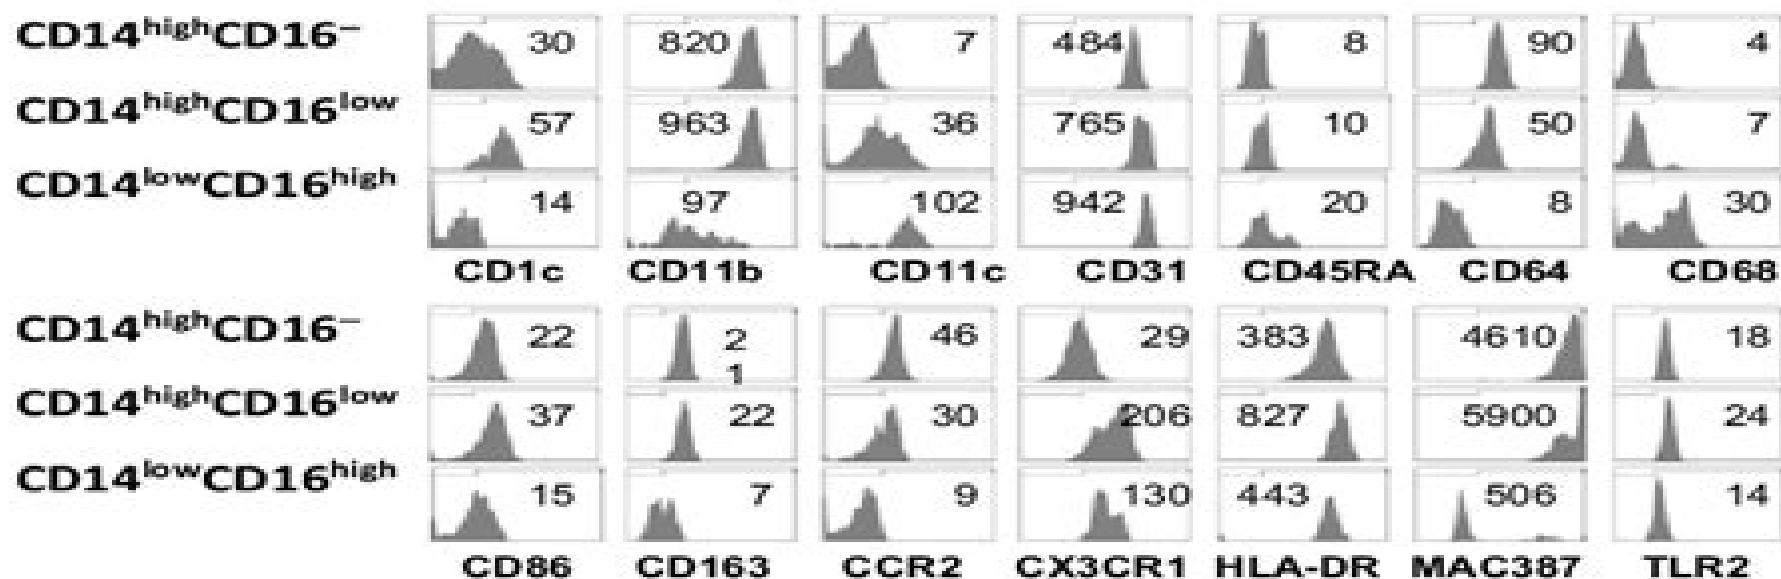 CD14highCD16− 30 820 7 484 8 90 4
CD14highCD16low 57 963 36 765 10 50 7
CD14lowCD16high 14 97 102 942 20 8 30
CD1c CD11b CD11c CD31 CD45RA CD64 CD68
CD14highCD16− 22 21 46 29 383 4610 18
CD14highCD16low 37 22 30 206 827 5900 24
CD14lowCD16high 15 7 9 130 443 506 14
CD86 CD163 CCR2 CX3CR1 HLA-DR MAC387 TLR2